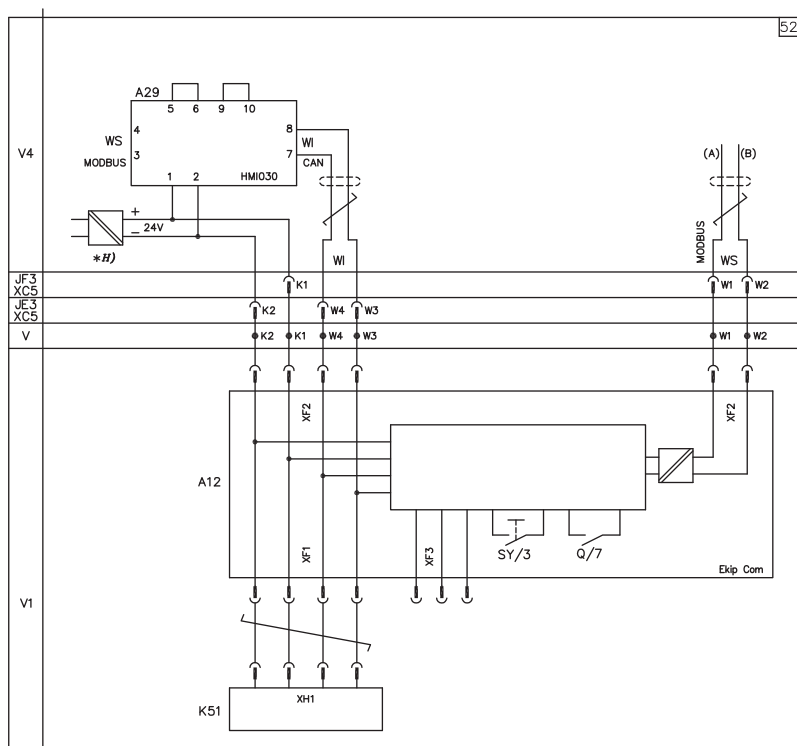 52
A29
5 6 9 10
4
WS
3
MODBUS
8
WI
7
CAN
1 2 HMI030
V4
+
24V
−
*H)
WI
(A) (B)
MODBUS
WS
JF3
XC5
K1 W1 W2
JE3
XC5
K2 W4 W3
V
K2 K1 W4 W3 W1 W2
XF2 XF2
A12
XF1 XF3 SY/3 Q/7
Ekip Com
V1
XH1
K51